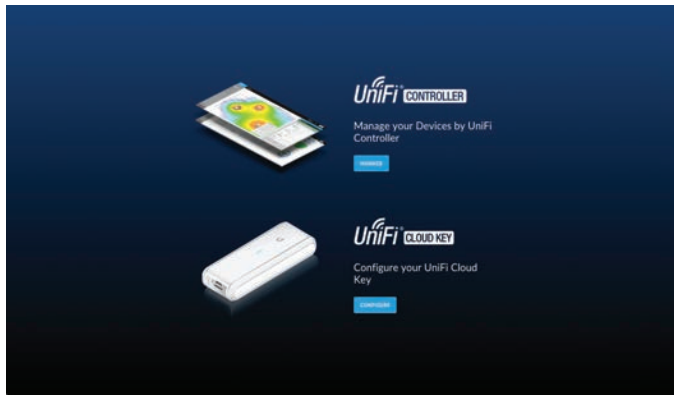 UniFi® CONTROLLER
Manage your Devices by UniFi
Controller
MANAGE
UniFi® CLOUD KEY
Configure your UniFi Cloud
Key
CONFIGURE